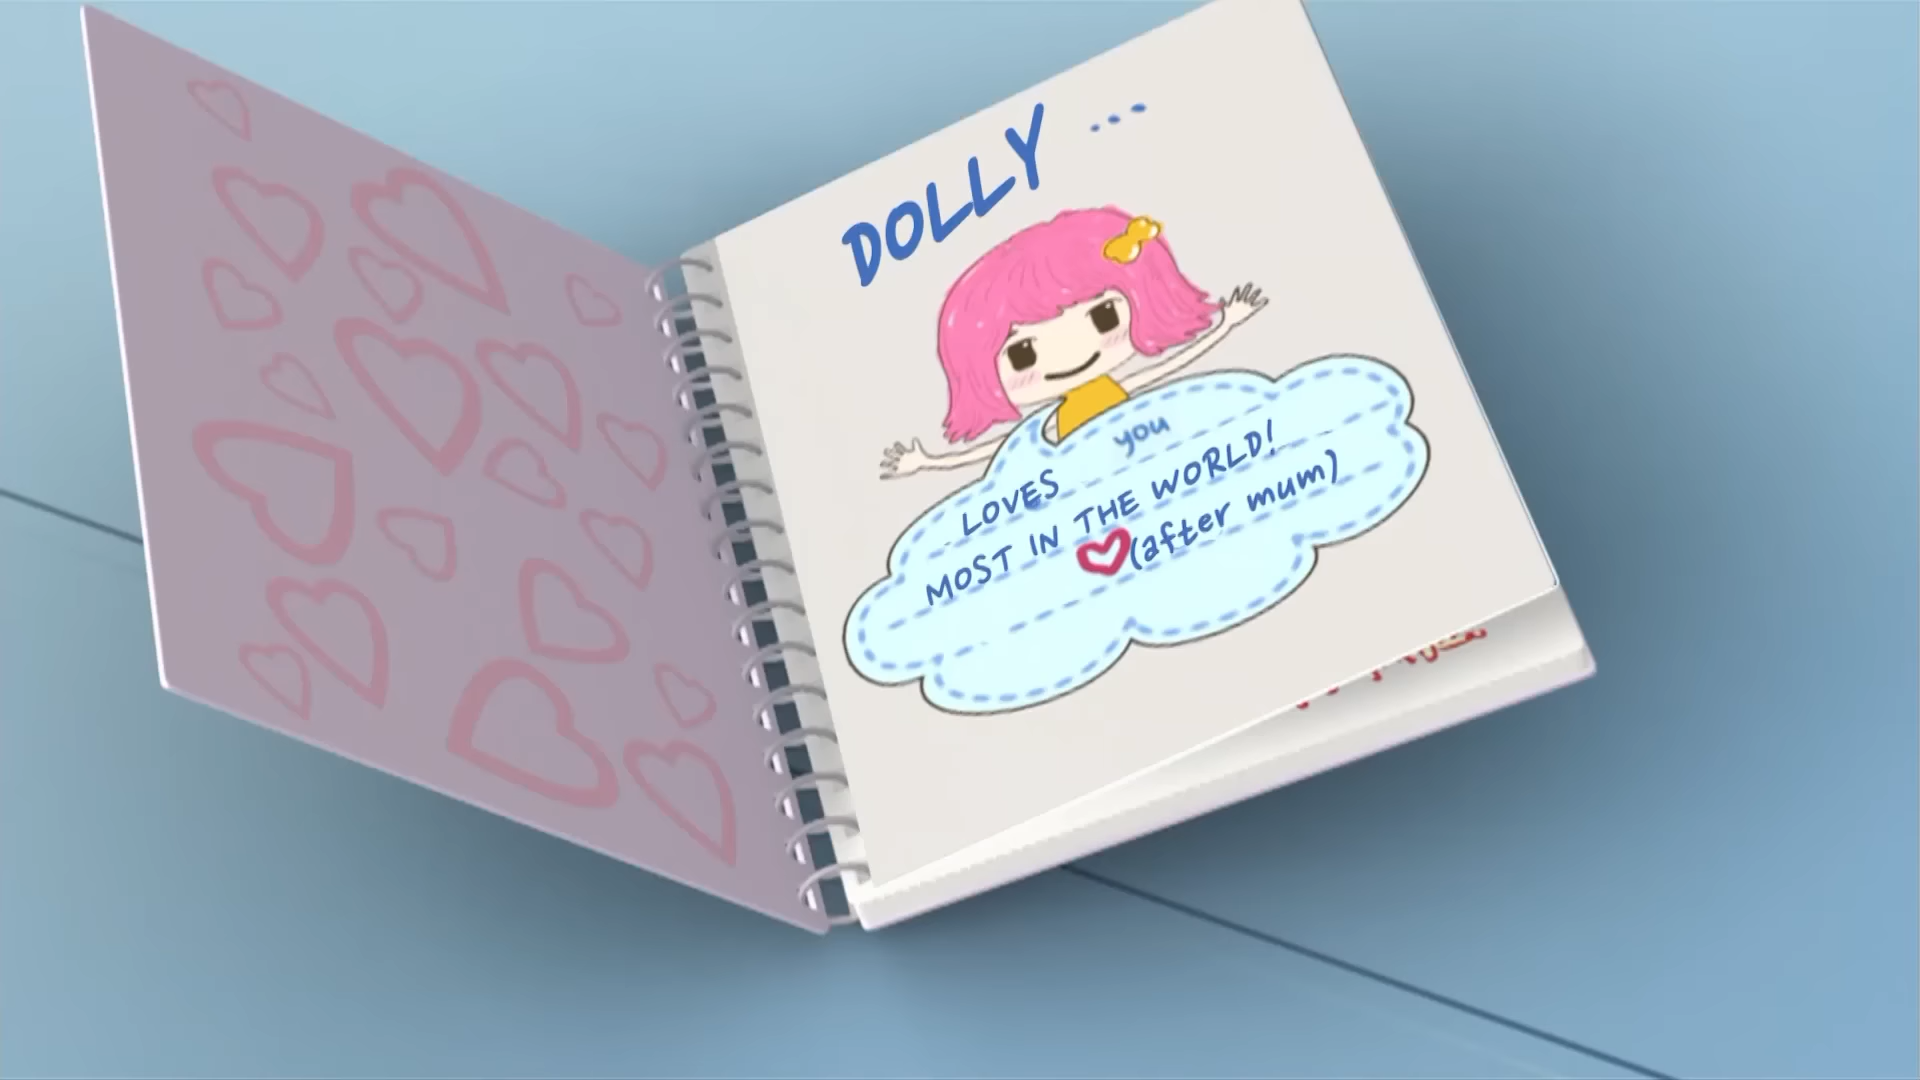 DOLLY ...
you
LOVES
MOST IN THE WORLD!
(after mum)